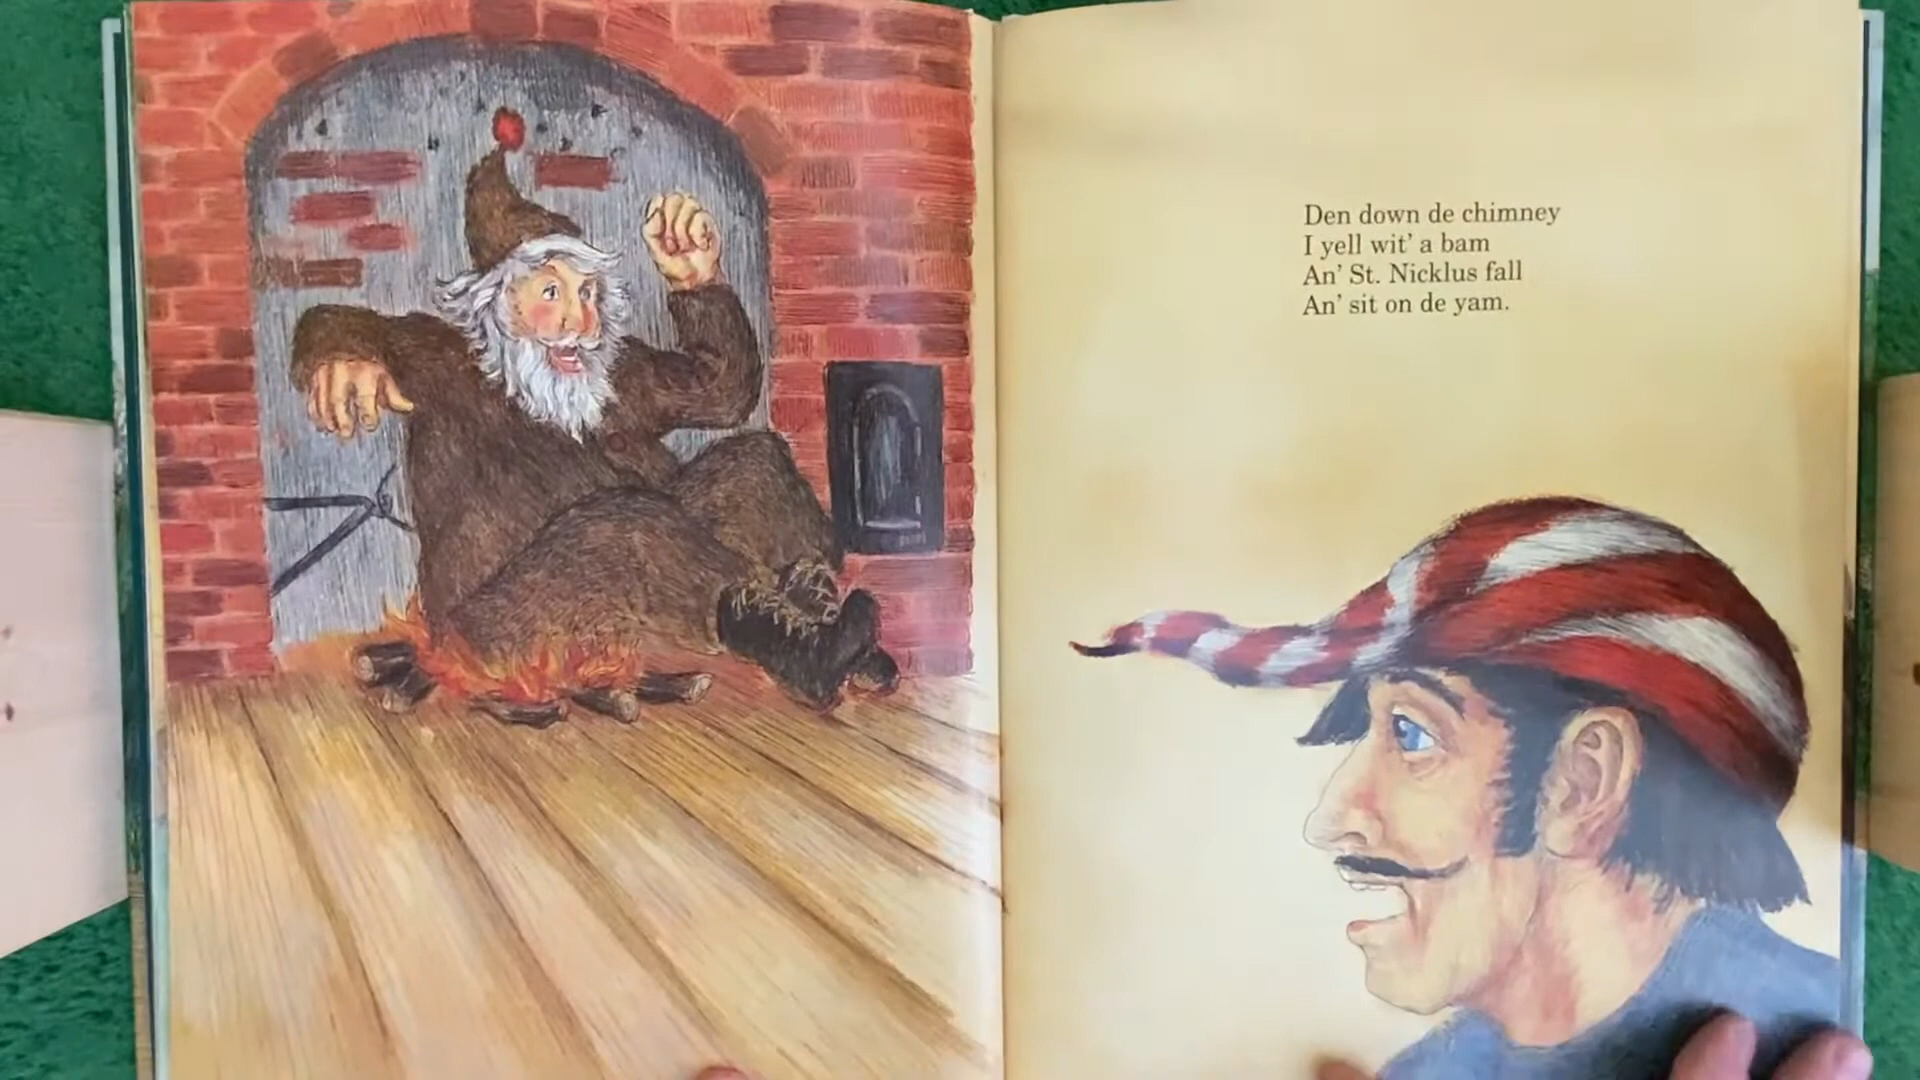 Den down de chimney
I yell wit' a bam
An' St. Nicklus fall
An' sit on de yam.